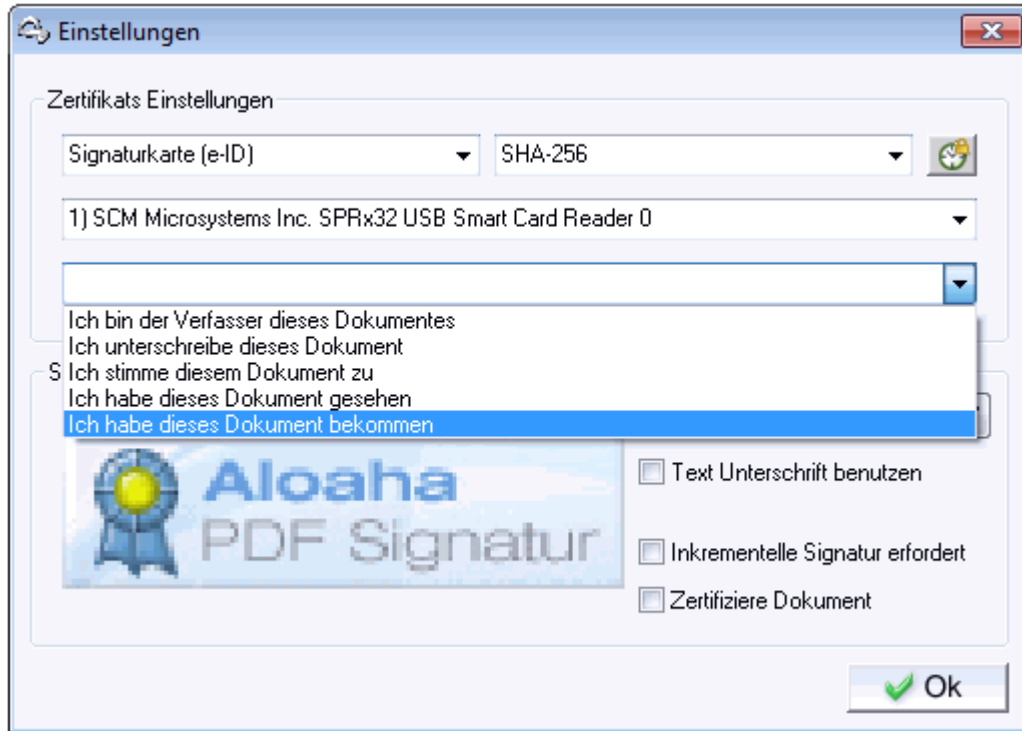 Einstellungen
Zertifikats Einstellungen
Signaturkarte (e-ID) SHA-256
1) SCM Microsystems Inc. SPRx32 USB Smart Card Reader 0
Ich bin der Verfasser dieses Dokumentes
Ich unterschreibe dieses Dokument
Ich stimme diesem Dokument zu
Ich habe dieses Dokument gesehen
Ich habe dieses Dokument bekommen
Aloaha
PDF Signatur
Text Unterschrift benutzen
Inkrementelle Signatur erfordert
Zertifiziere Dokument
Ok